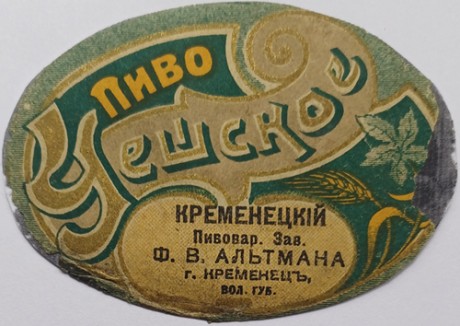 Пиво
Чешское
КРЕМЕНЕЦКІЙ
Пивовар. Зав.
Ф. В. АЛЬТМАНА
г. КРЕМЕНЕЦЪ,
ВОЛ. ГУБ.